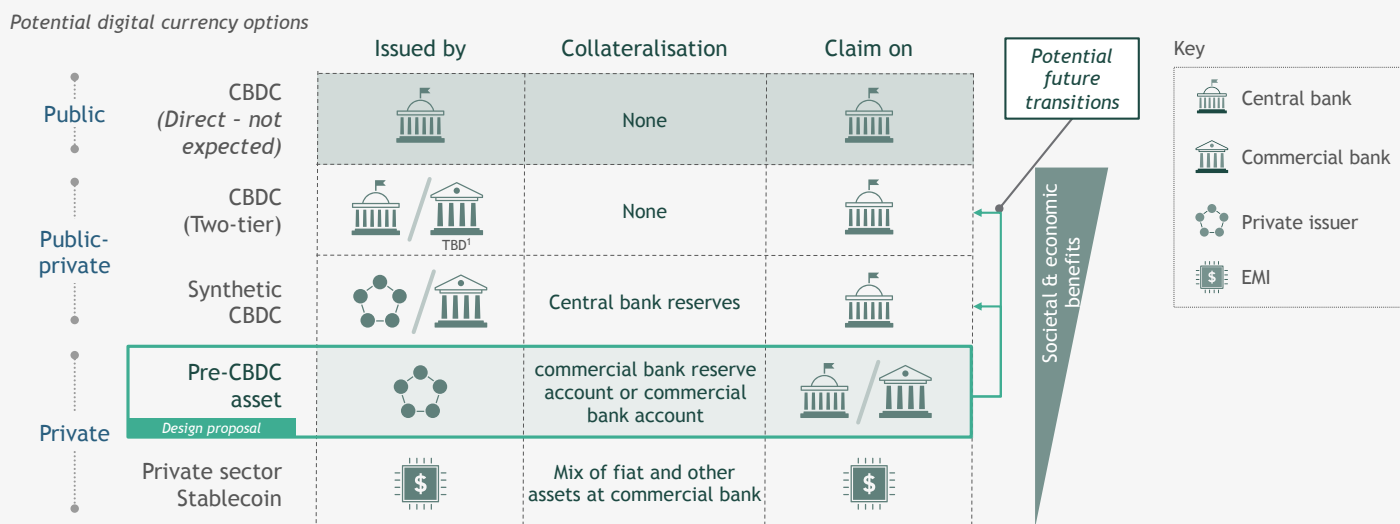 Potential digital currency options
Issued by
Collateralisation
Claim on
Potential
future
transitions
Key
Public
CBDC
(Direct - not
expected)
None
Central bank
Commercial bank
Public-
private
CBDC
(Two-tier)
TBD¹
None
Private issuer
EMI
Synthetic
CBDC
Central bank reserves
Societal & economic
benefits
Private
Pre-CBDC
asset
Design proposal
commercial bank reserve
account or commercial
bank account
Private sector
Stablecoin
$
Mix of fiat and other
assets at commercial bank
$
$